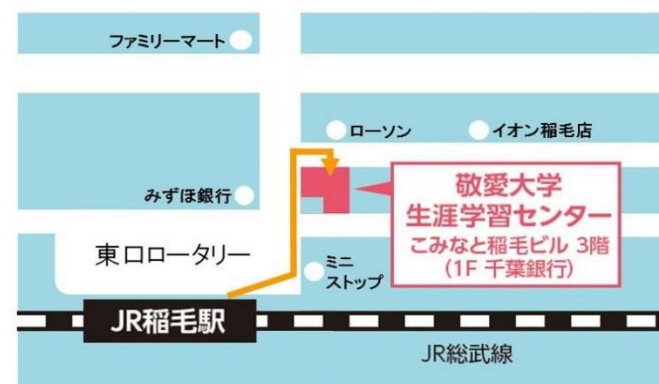 ファミリーマート
ローソン
イオン稲毛店
みずほ銀行
敬愛大学
生涯学習センター
こみなと稲毛ビル 3階
(1F 千葉銀行)
東口ロータリー
ミニ
ストップ
JR稲毛駅
JR総武線